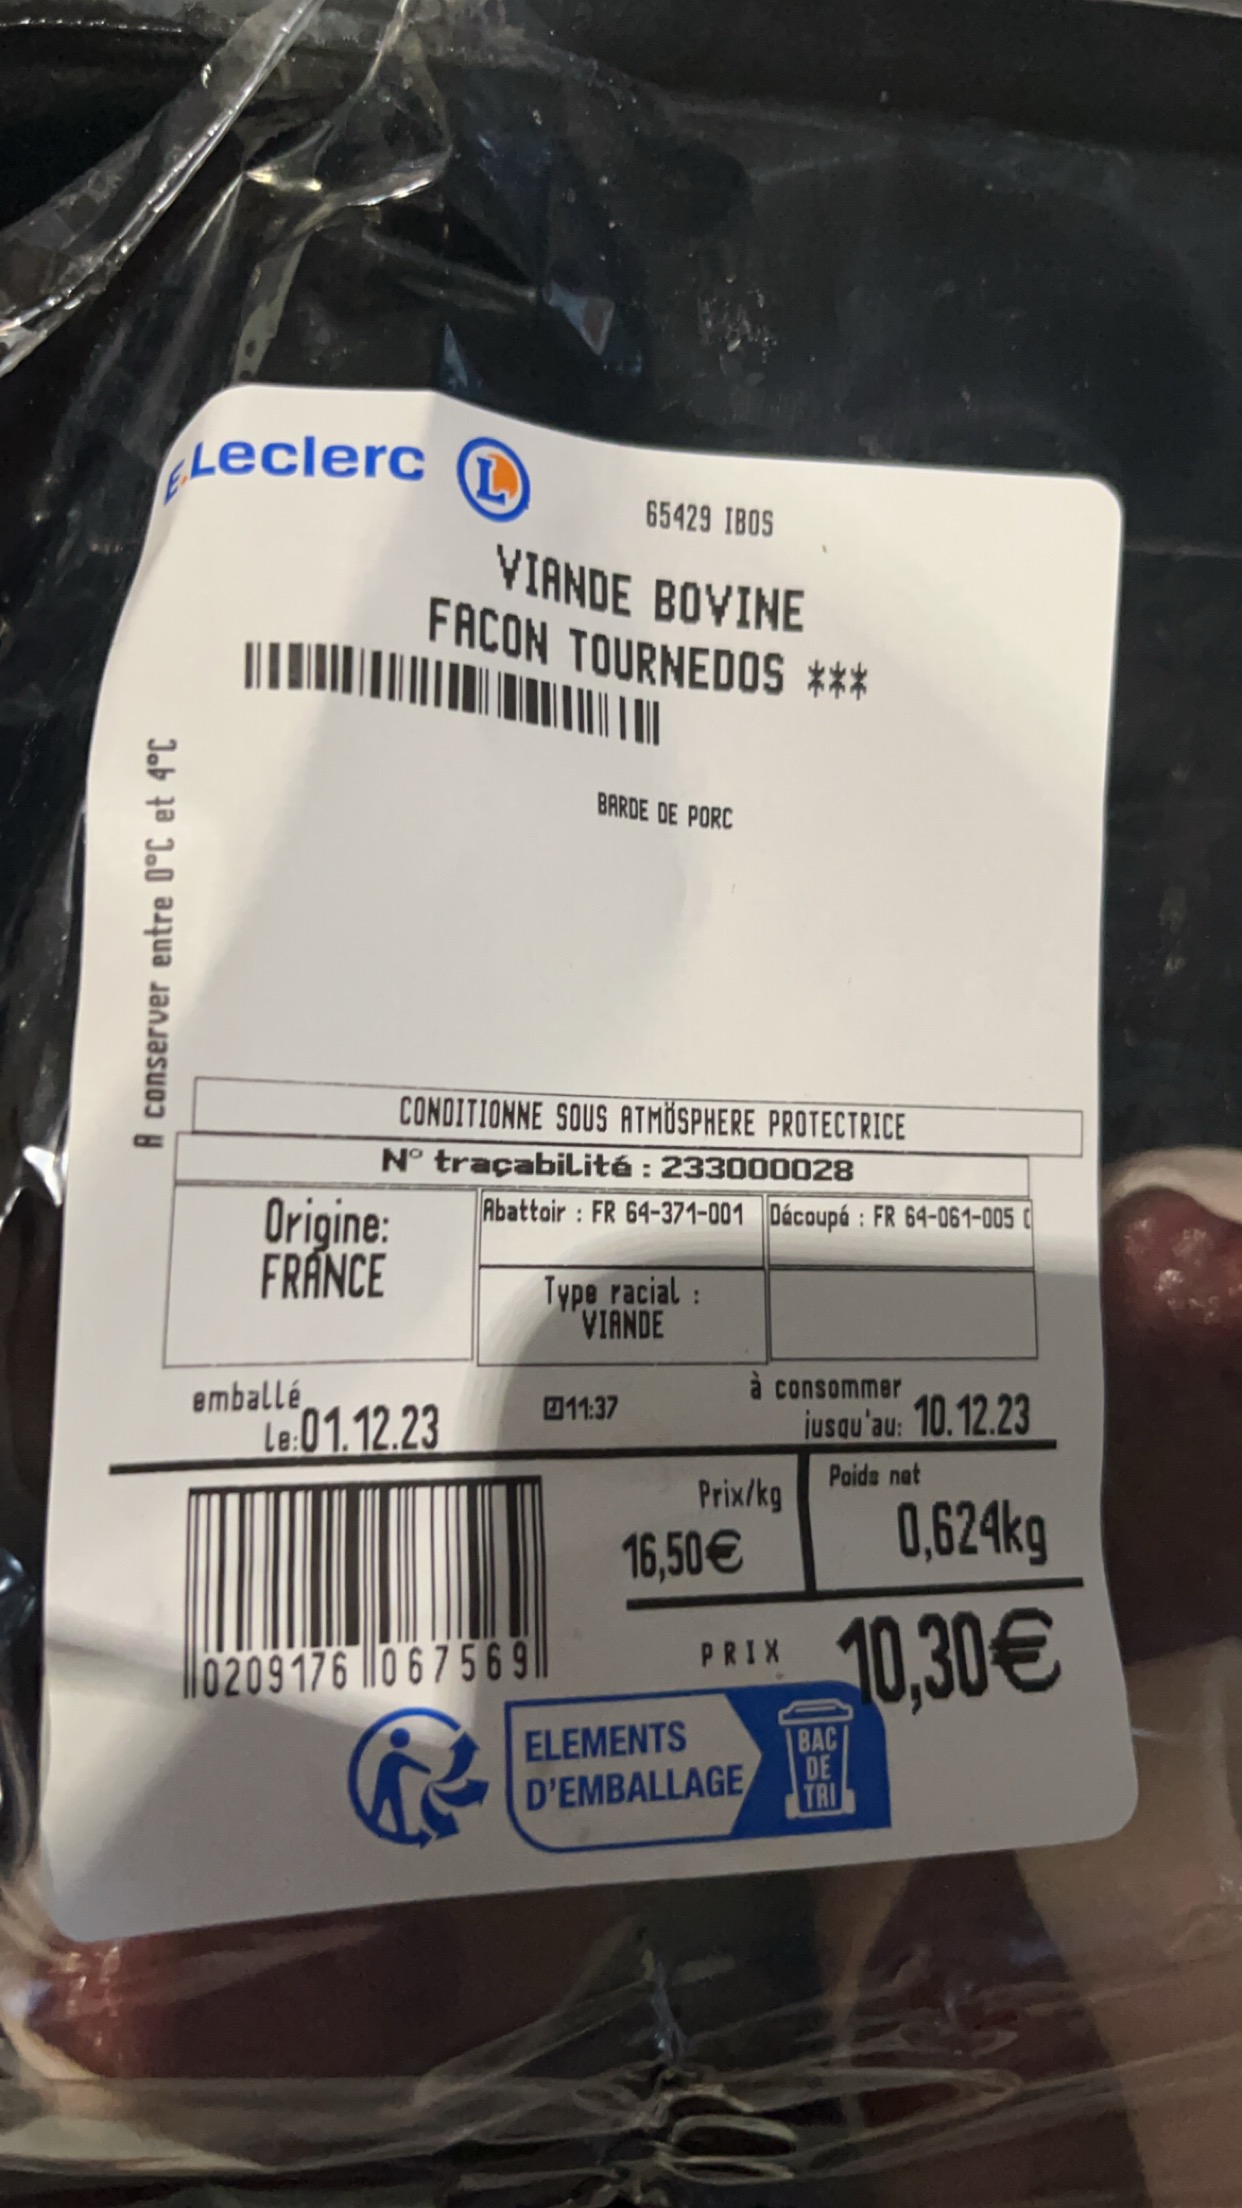 E.Leclerc L
65429 IBOS
VIANDE BOVINE
FACON TOURNEDOS ***
BARDE DE PORC
A conserver entre 0°C et 4°C
CONDITIONNE SOUS ATMOSPHERE PROTECTRICE
N° traçabilité : 233000028
Origine:
FRANCE
Abattoir : FR 64-371-001
Découpé : FR 64-061-005 C
Type racial :
VIANDE
emballé
le: 01.12.23
11:37
à consommer
jusqu'au: 10.12.23
Prix/kg
16,50€
Poids net
0,624kg
PRIX 10,30€
0209176 067569
ELEMENTS
D'EMBALLAGE
BAC
DE
TRI